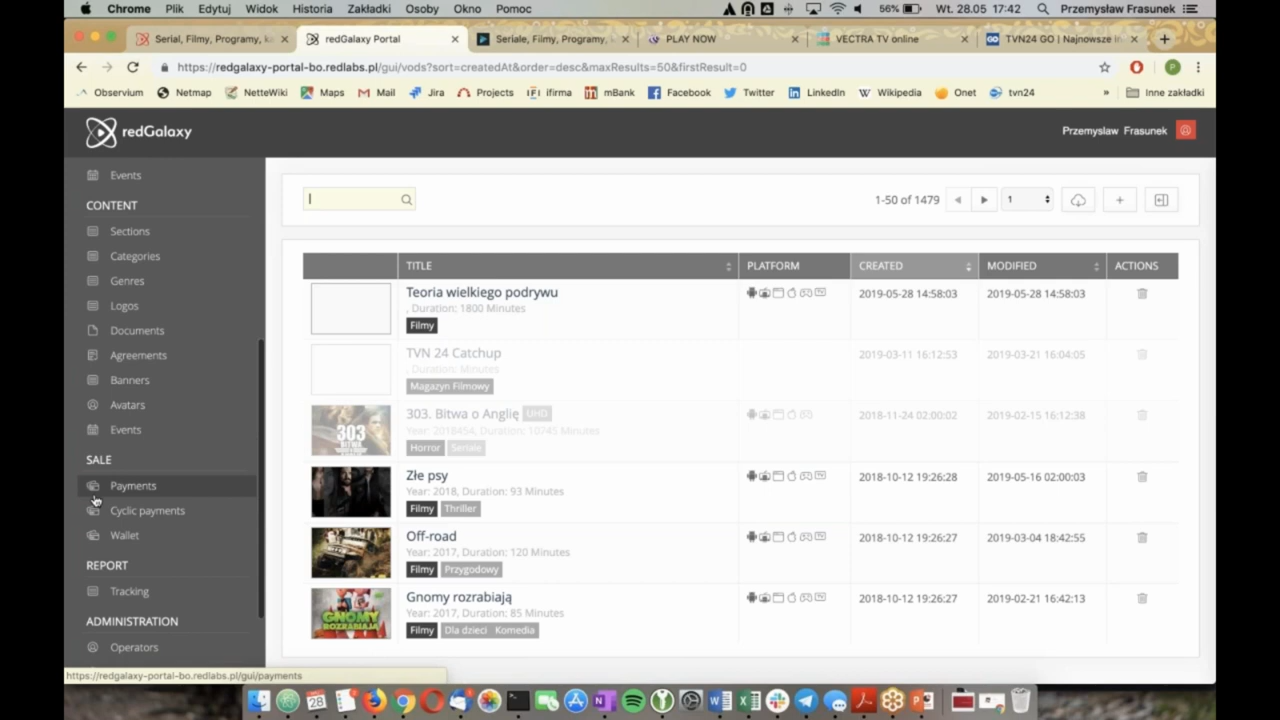 Chrome Plik Edytuj Widok Historia Zakładki Osoby Okno Pomoc 56% Wt. 28.05 17:42 Przemysław Frasunek
Serial, Filmy, Programy, redGalaxy Portal Seriale, Filmy, Programy, PLAY NOW VECTRA TV online TVN24 GO | Najnowsze
https://redgalaxy-portal-bo.redlabs.pl/gui/vods?sort=createdAt&order=desc&maxResults=50&firstResult=0
Observium Netmap NetteWiki Maps Mail Jira Projects ifirma mBank Facebook Twitter LinkedIn Wikipedia Onet tvn24 » Inne zakładki
redGalaxy
Przemyslaw Frasunek
Events
CONTENT
Sections
Categories
Genres
Logos
Documents
Agreements
Banners
Avatars
Events
SALE
Payments
Cyclic payments
Wallet
REPORT
Tracking
ADMINISTRATION
Operators
1-50 of 1479 1
TITLE PLATFORM CREATED MODIFIED ACTIONS
Teoria wielkiego podrywu
, Duration: 1800 Minutes
Filmy
2019-05-28 14:58:03 2019-05-28 14:58:03
TVN 24 Catchup
, Duration: Minutes
Magazyn Filmowy
2019-03-11 16:12:53 2019-03-21 16:04:05
303. Bitwa o Anglię UHD
Year: 2018454, Duration: 10745 Minutes
Horror Seriale
2018-11-24 02:00:02 2019-02-15 16:12:38
303
BITWA
Złe psy
Year: 2018, Duration: 93 Minutes
Filmy Thriller
2018-10-12 19:26:28 2019-05-16 02:00:03
Off-road
Year: 2017, Duration: 120 Minutes
Filmy Przygodowy
2018-10-12 19:26:27 2019-03-04 18:42:55
Gnomy rozrabiają
Year: 2017, Duration: 85 Minutes
Filmy Dla dzieci Komedia
2018-10-12 19:26:27 2019-02-21 16:42:13
GNOMY
ROZRABIAJĄ
https://redgalaxy-portal-bo.redlabs.pl/gui/payments
28